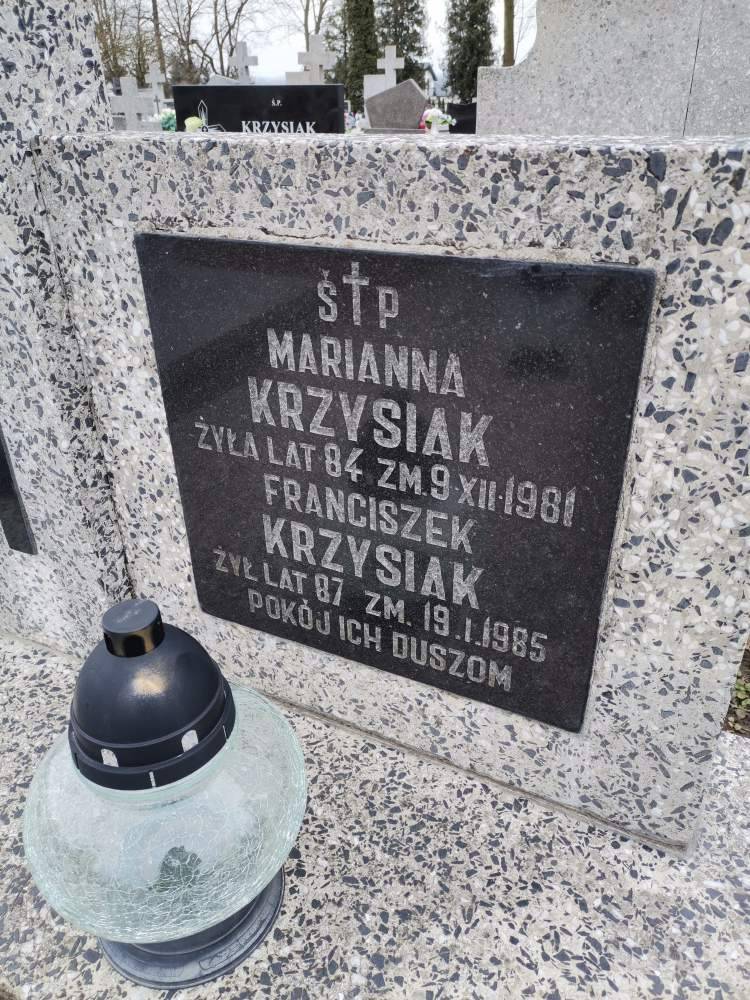 Ś.P.
KRZYSIAK
Ś P
MARIANNA
KRZYSIAK
ŻYŁA LAT 84 ZM.9.XII.1981
FRANCISZEK
KRZYSIAK
ŻYŁ LAT 87 ZM. 19.I.1985
POKÓJ ICH DUSZOM